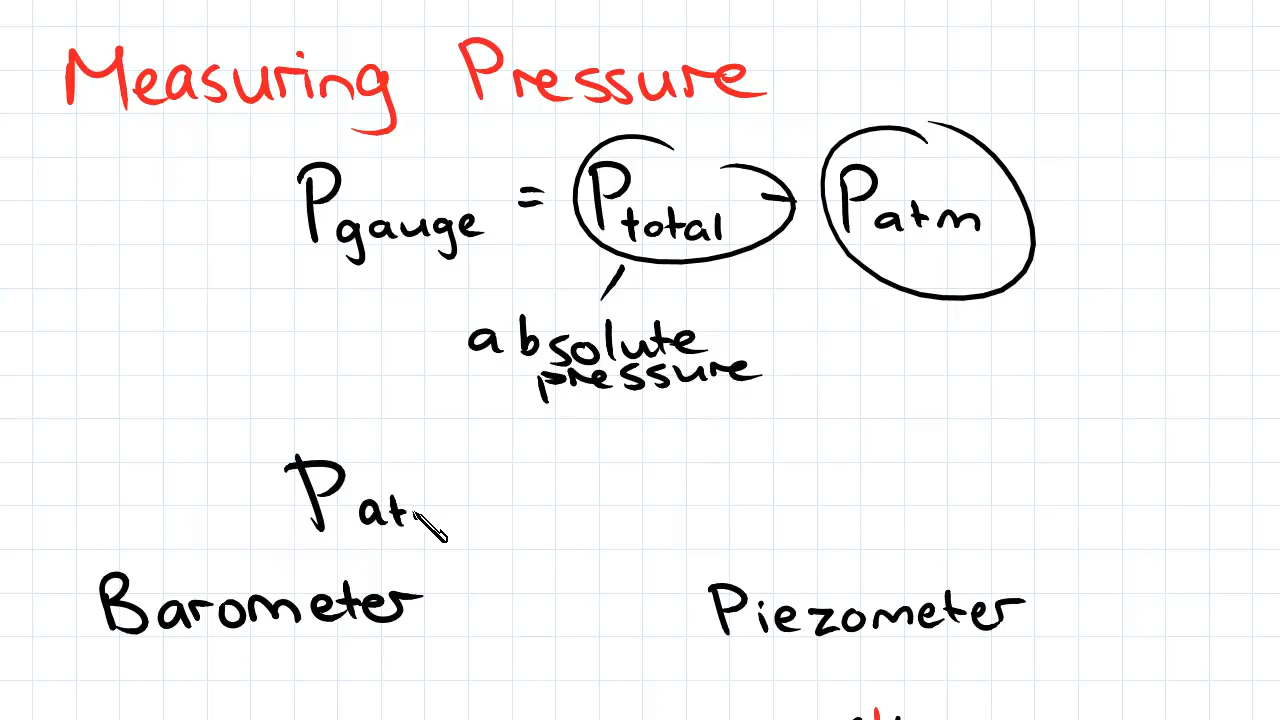 Measuring Pressure
Pgauge = Ptotal - Patm
absolute
pressure
Pat
Barometer Piezometer